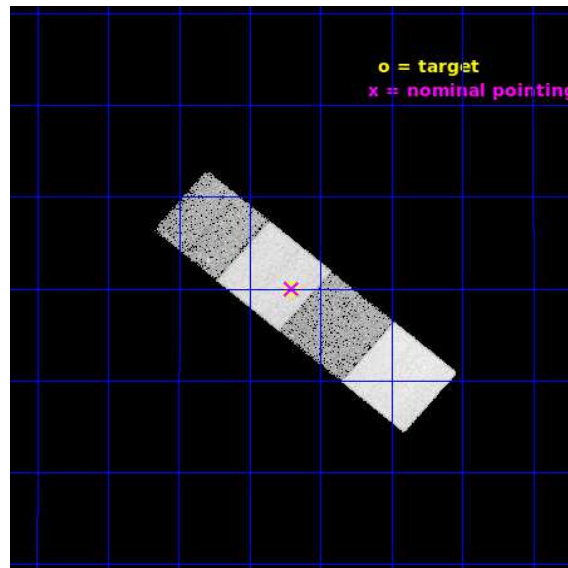 o = target
x = nominal pointing